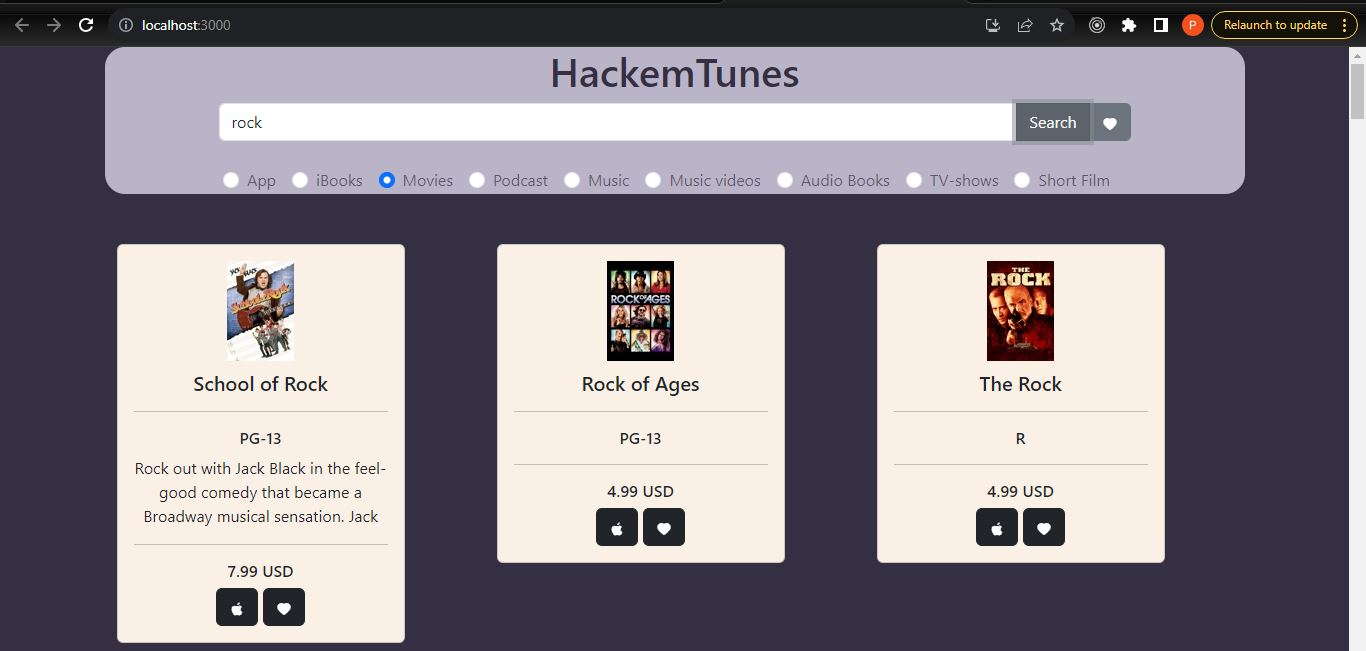 localhost:3000
P
Relaunch to update
HackemTunes
rock
Search
App iBooks Movies Podcast Music Music videos Audio Books TV-shows Short Film
School of Rock
PG-13
Rock out with Jack Black in the feel-
good comedy that became a
Broadway musical sensation. Jack
7.99 USD
ROCK OF AGES
Rock of Ages
PG-13
4.99 USD
THE
ROCK
The Rock
R
4.99 USD